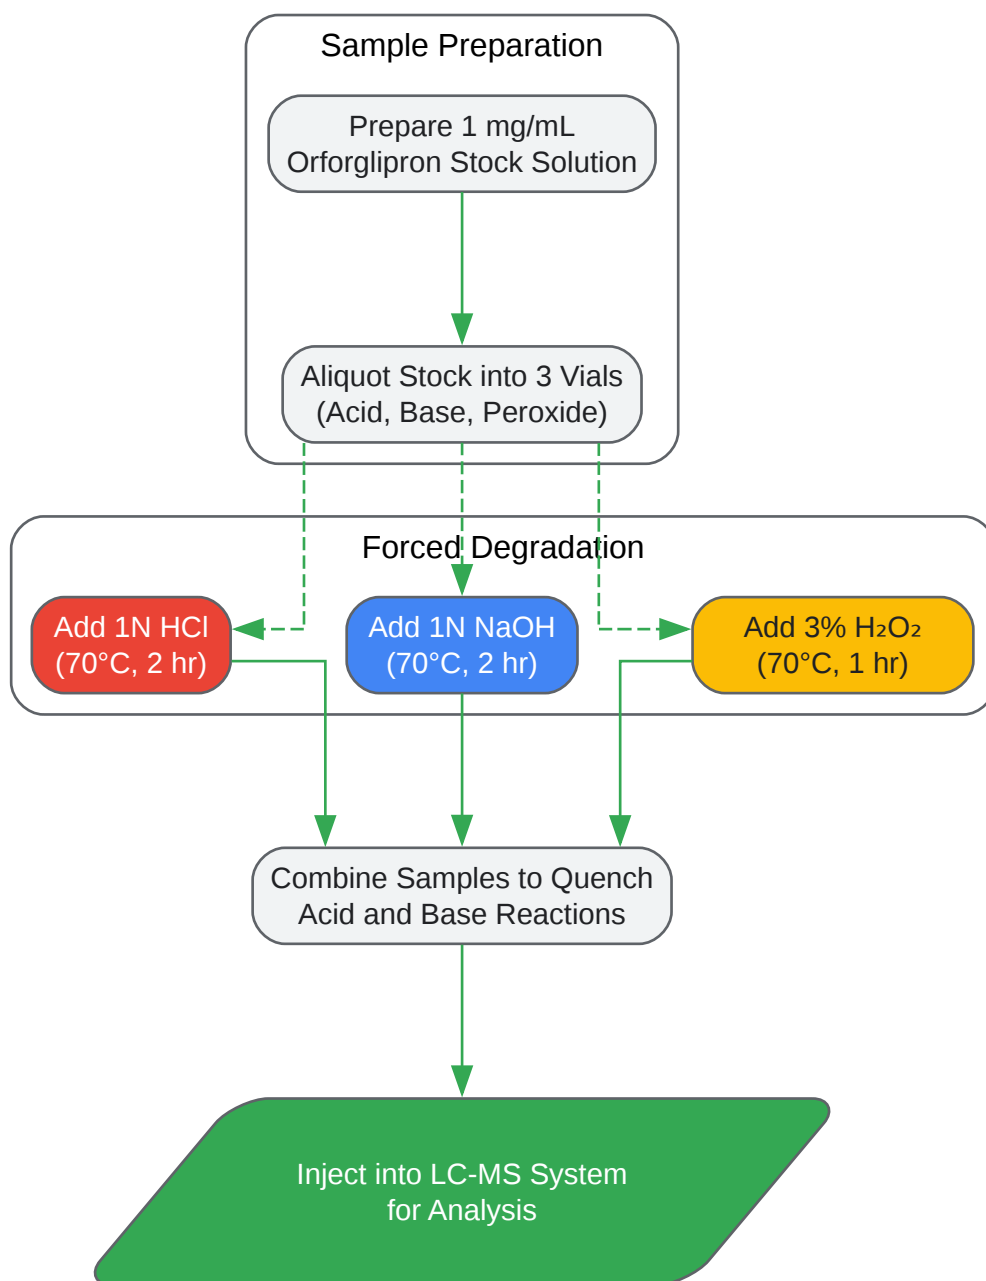 Sample Preparation
Prepare 1 mg/mL
Orforglipron Stock Solution
Aliquot Stock into 3 Vials
(Acid, Base, Peroxide)
Forced Degradation
Add 1N HCl
(70°C, 2 hr)
Add 1N NaOH
(70°C, 2 hr)
Add 3% H₂O₂
(70°C, 1 hr)
Combine Samples to Quench
Acid and Base Reactions
Inject into LC-MS System
for Analysis